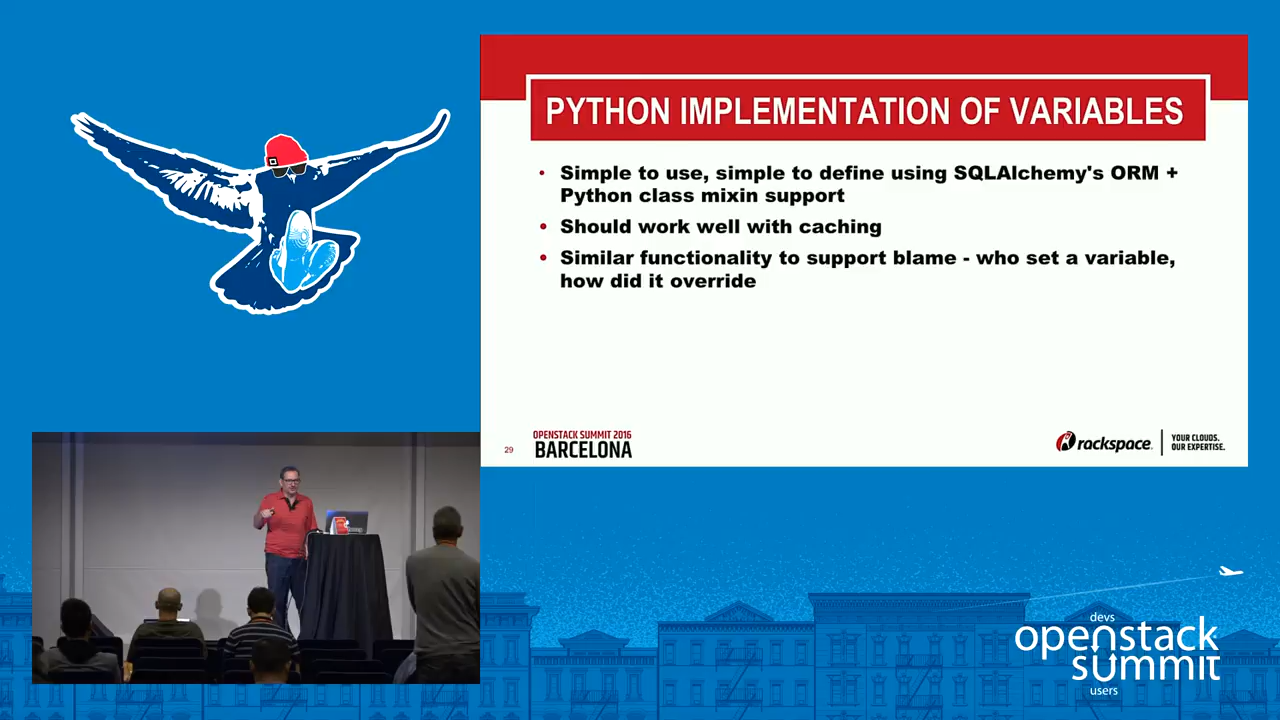 PYTHON IMPLEMENTATION OF VARIABLES
• Simple to use, simple to define using SQLAlchemy's ORM +
Python class mixin support
• Should work well with caching
• Similar functionality to support blame - who set a variable,
how did it override
29
OPENSTACK SUMMIT 2016
BARCELONA
rackspace.
YOUR CLOUDS.
OUR EXPERTISE.
devs
openstack
summit
users